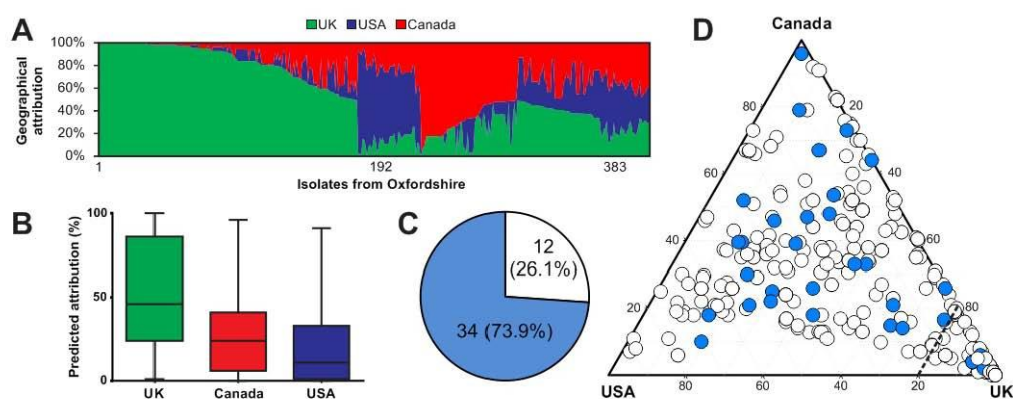 A
UK USA Canada
Geographical
attribution
100%
80%
60%
40%
20%
0%
1 192 383
Isolates from Oxfordshire
B
Predicted attribution (%)
100
50
0
UK Canada USA
C
12
(26.1%)
34 (73.9%)
D
Canada
80
20
60
40
40
60
20
80
USA
80 60 40 20
UK